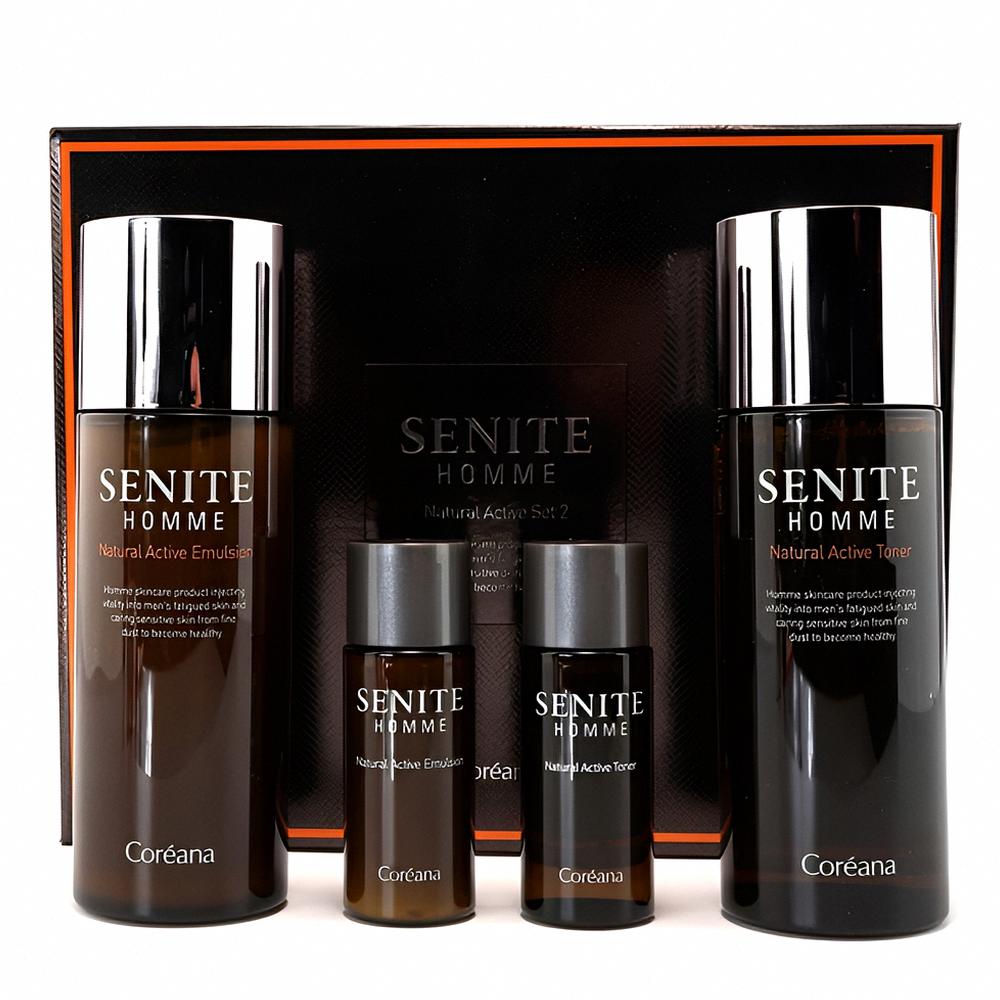 SENITE
HOMME
Natural Active Emulsion
Homme skincare product injecting
vitality into men's fatigued skin and
caring sensitive skin from fine
dust to become healthy
Coréana
SENITE
HOMME
Natural Active Set 2
SENITE
HOMME
Natural Active Emulsion
Coréana
SENITE
HOMME
Natural Active Toner
Coréana
SENITE
HOMME
Natural Active Toner
Homme skincare product injecting
vitality into men's fatigued skin and
caring sensitive skin from fine
dust to become healthy
Coréana